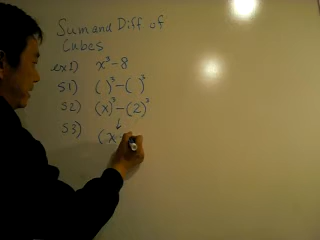 Sum and Diff of
Cubes
ex1) x³-8
S1) ( )³-( )³
S2) (x)³-(2)³
↓
S3) (x-